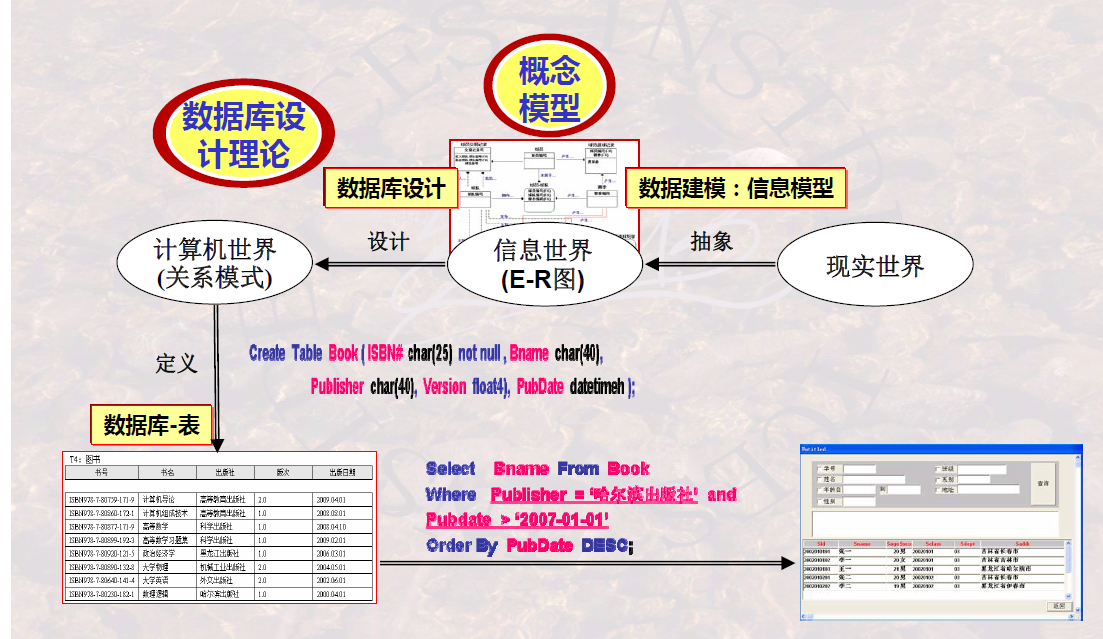 概念
模型
数据库设
计理论
数据库设计
数据建模：信息模型
计算机世界
(关系模式)
设计
信息世界
(E-R图)
抽象
现实世界
定义
Create Table Book ( ISBN# char(25) not null , Bname char(40),
Publisher char(40), Version float4), PubDate datetimeh );
数据库-表
T4: 图书
书号 书名 出版社 版次 出版日期
ISBN978-7-80739-171-9 计算机导论 高等教育出版社 2.0 2009.04.01
ISBN978-7-80360-172-1 计算机组成技术 高等教育出版社 1.0 2008.08.01
ISBN978-7-80877-171-9 高等数学 科学出版社 1.0 2008.04.10
ISBN978-7-80899-192-3 高等数学习题集 科学出版社 1.0 2009.02.01
ISBN978-7-80920-121-5 政治经济学 黑龙江出版社 1.0 2006.03.01
ISBN978-7-80890-132-8 大学物理 机械工业出版社 2.0 2004.05.01
ISBN978-7-80640-141-4 大学英语 外文出版社 2.0 2002.06.01
ISBN978-7-80230-182-1 数理逻辑 哈尔滨出版社 1.0 2000.04.01
Select Bname From Book
Where Publisher = ‘哈尔滨出版社’ and
Pubdate > ‘2007-01-01’
Order By PubDate DESC;
Untitled
学号 班级
姓名 系别
年龄自 到 地址
性别
查询
Sid Sname Sage Ssex Sclass Sdept Saddr
张一 20 男 20020101 03 吉林省长春市
李一 20 女 20020101 03 吉林省吉林市
王一 21 男 20020101 03 黑龙江省哈尔滨市
张二 20 男 20020102 03 吉林省长春市
李二 19 男 20020102 03 黑龙江省伊春市
返回